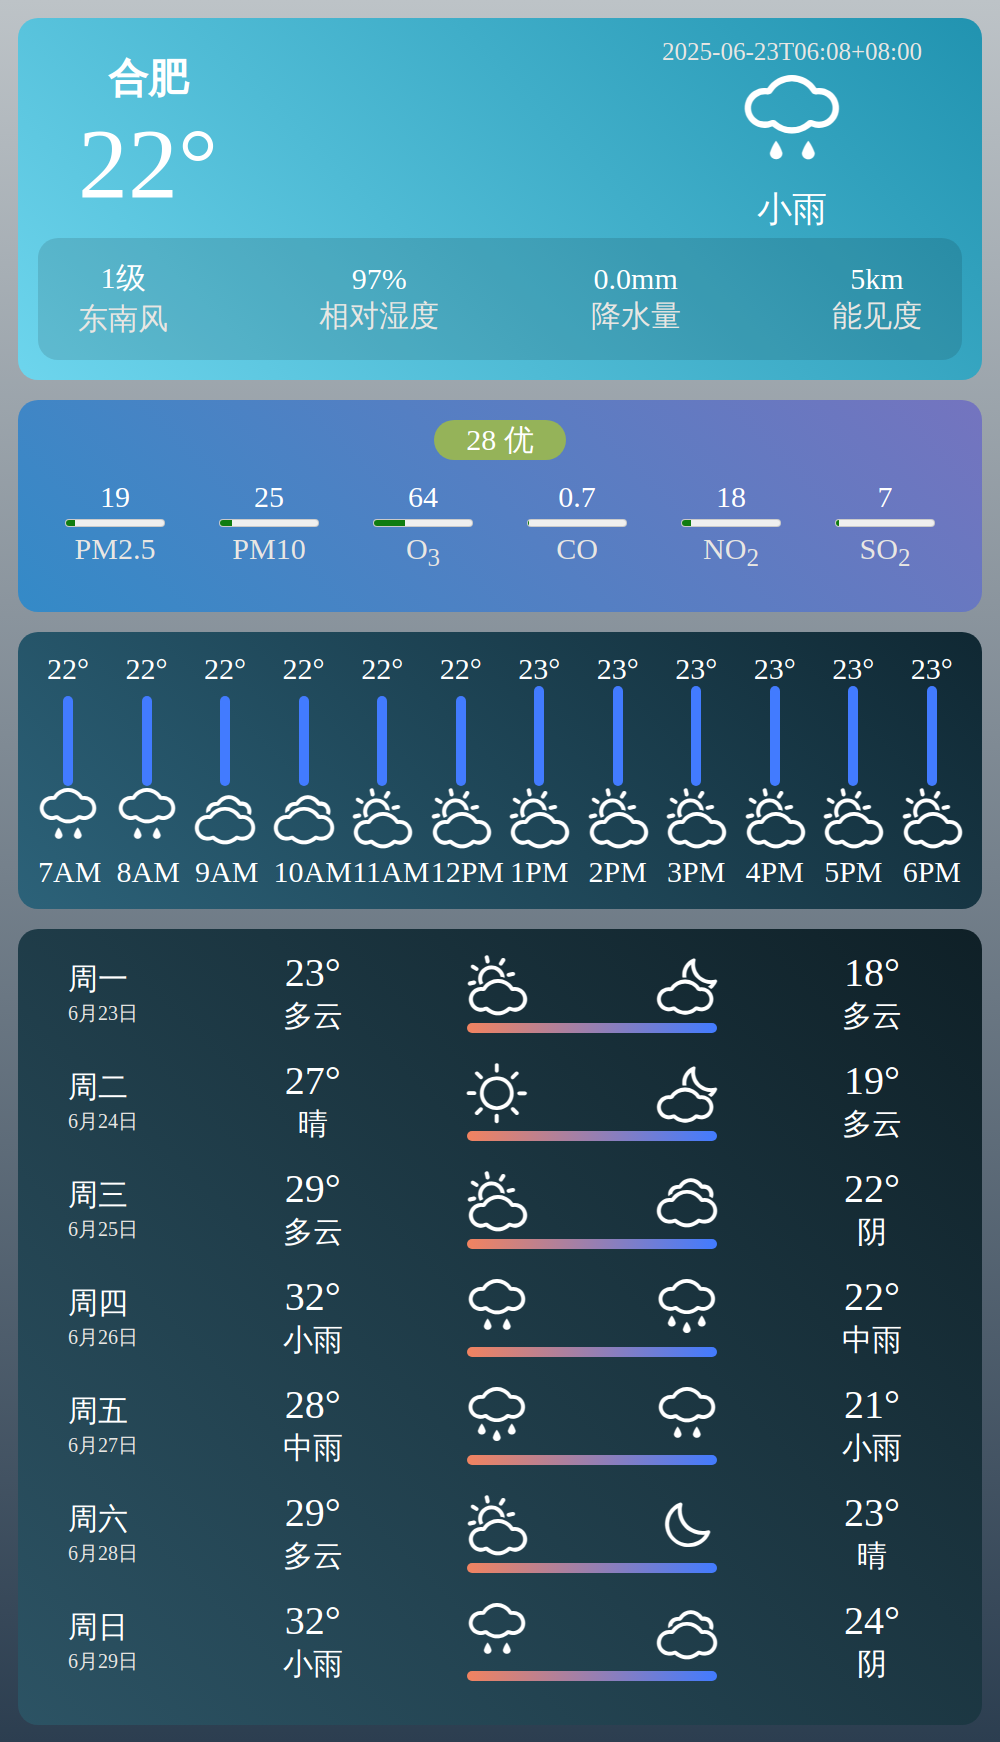 合肥
22°
2025-06-23T06:08+08:00
小雨
1级 97% 0.0mm 5km
东南风 相对湿度 降水量 能见度
28 优
19 25 64 0.7 18 7
PM2.5 PM10 O3 CO NO2 SO2
22° 22° 22° 22° 22° 22° 23° 23° 23° 23° 23° 23°
7AM 8AM 9AM 10AM 11AM 12PM 1PM 2PM 3PM 4PM 5PM 6PM
周一 23° 18°
6月23日 多云 多云
周二 27° 19°
6月24日 晴 多云
周三 29° 22°
6月25日 多云 阴
周四 32° 22°
6月26日 小雨 中雨
周五 28° 21°
6月27日 中雨 小雨
周六 29° 23°
6月28日 多云 晴
周日 32° 24°
6月29日 小雨 阴